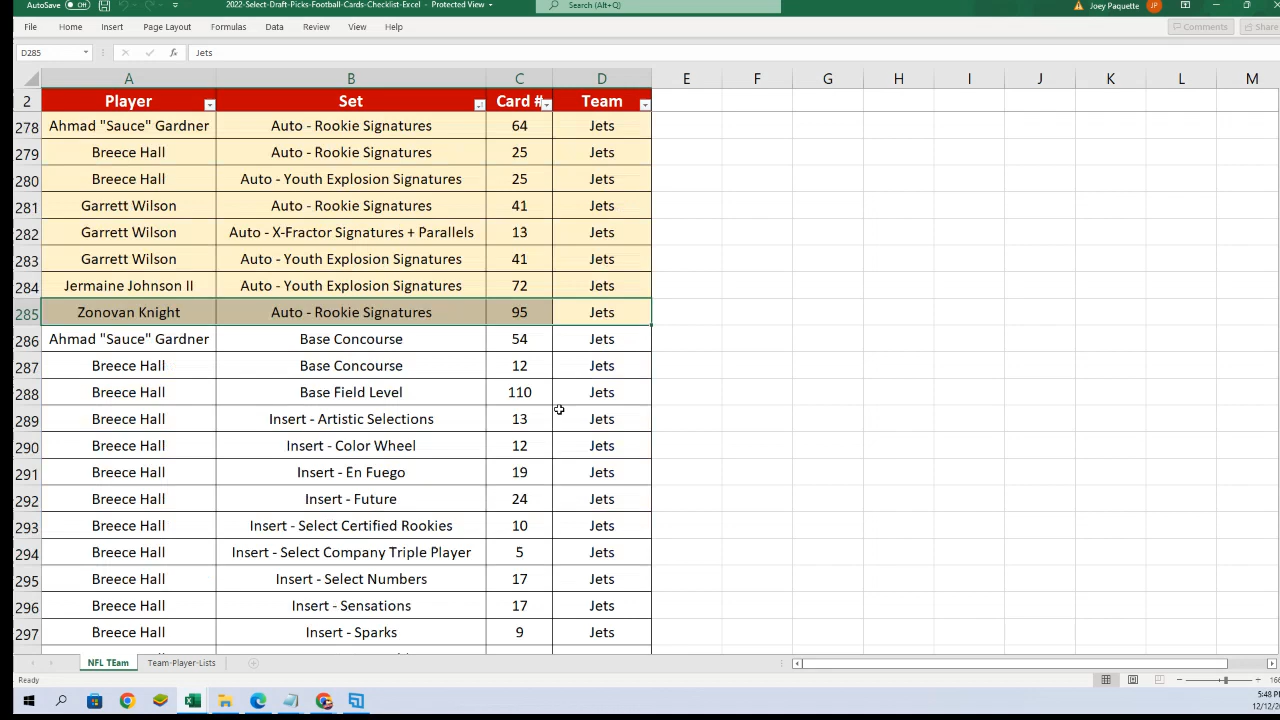 AutoSave Off 2022-Select-Draft-Picks-Football-Cards-Checklist-Excel - Protected View Search (Alt+Q) Joey Paquette JP
File Home Insert Page Layout Formulas Data Review View Help Comments Share
D285 fx Jets
A B C D E F G H I J K L M
2 Player Set Card # Team
278 Ahmad "Sauce" Gardner Auto - Rookie Signatures 64 Jets
279 Breece Hall Auto - Rookie Signatures 25 Jets
280 Breece Hall Auto - Youth Explosion Signatures 25 Jets
281 Garrett Wilson Auto - Rookie Signatures 41 Jets
282 Garrett Wilson Auto - X-Fractor Signatures + Parallels 13 Jets
283 Garrett Wilson Auto - Youth Explosion Signatures 41 Jets
284 Jermaine Johnson II Auto - Youth Explosion Signatures 72 Jets
285 Zonovan Knight Auto - Rookie Signatures 95 Jets
286 Ahmad "Sauce" Gardner Base Concourse 54 Jets
287 Breece Hall Base Concourse 12 Jets
288 Breece Hall Base Field Level 110 Jets
289 Breece Hall Insert - Artistic Selections 13 Jets
290 Breece Hall Insert - Color Wheel 12 Jets
291 Breece Hall Insert - En Fuego 19 Jets
292 Breece Hall Insert - Future 24 Jets
293 Breece Hall Insert - Select Certified Rookies 10 Jets
294 Breece Hall Insert - Select Company Triple Player 5 Jets
295 Breece Hall Insert - Select Numbers 17 Jets
296 Breece Hall Insert - Sensations 17 Jets
297 Breece Hall Insert - Sparks 9 Jets
NFL TEam Team-Player-Lists
Ready
5:48 PM